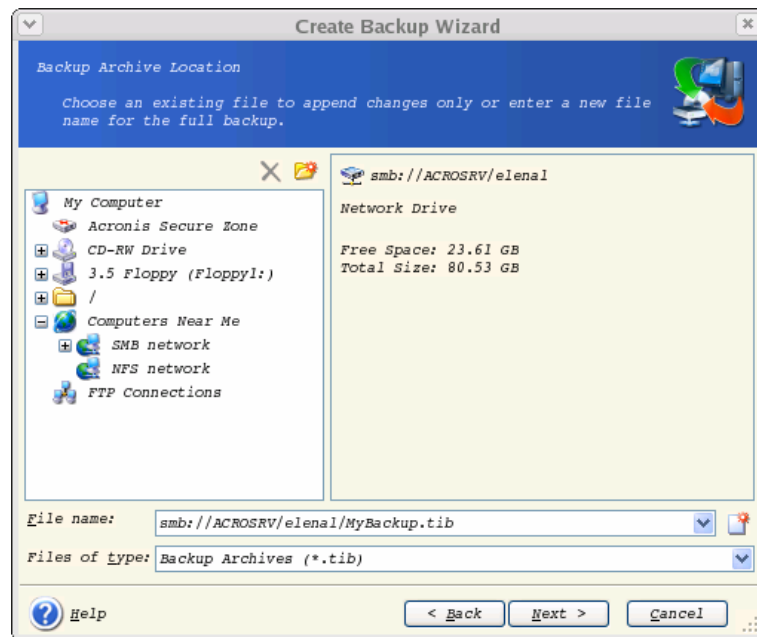 Create Backup Wizard
Backup Archive Location
Choose an existing file to append changes only or enter a new file
name for the full backup.
My Computer
Acronis Secure Zone
CD-RW Drive
3.5 Floppy (Floppy1:)
/
Computers Near Me
SMB network
NFS network
FTP Connections
smb://ACROSRV/elenal
Network Drive
Free Space: 23.61 GB
Total Size: 80.53 GB
File name: smb://ACROSRV/elenal/MyBackup.tib
Files of type: Backup Archives (*.tib)
Help
< Back
Next >
Cancel